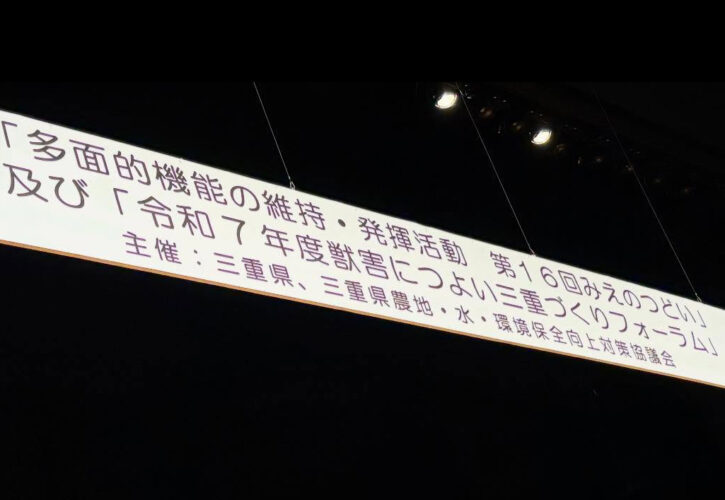 「多面的機能の維持・発揮活動 第16回みえのつどい」
及び「令和7年度獣害につよい三重づくりフォーラム」
主催:三重県、三重県農地・水・環境保全向上対策協議会